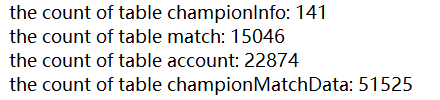 the count of table championInfo: 141
the count of table match: 15046
the count of table account: 22874
the count of table championMatchData: 51525